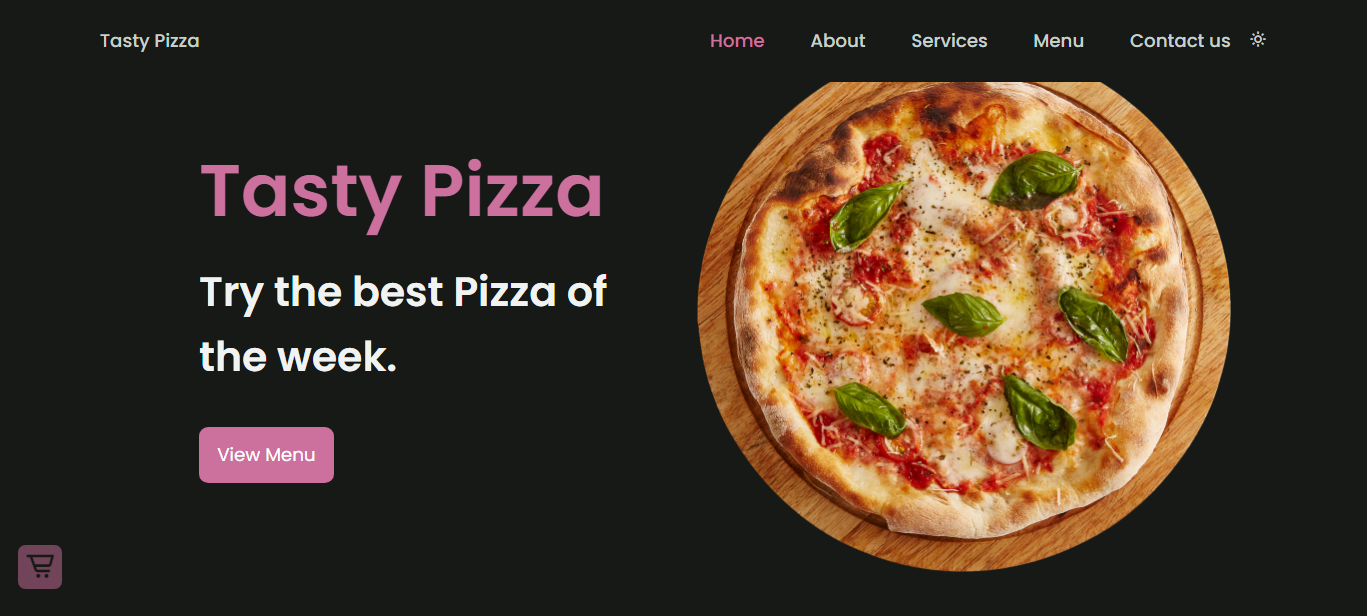 Tasty Pizza
Home About Services Menu Contact us
Tasty Pizza
Try the best Pizza of
the week.
View Menu